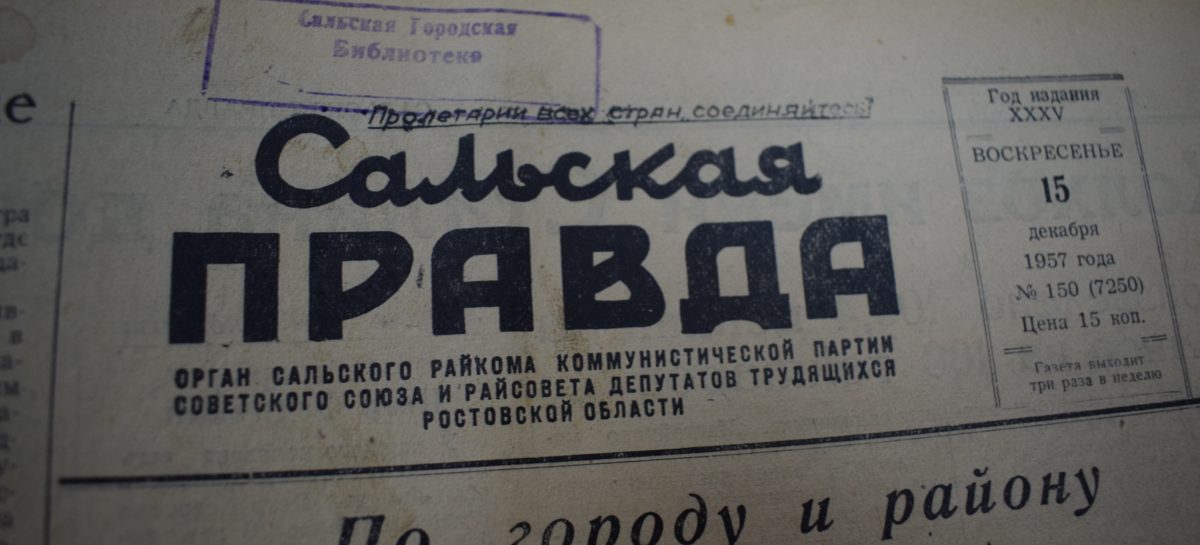 Сальская Городская
Библиотека
Пролетарии всех стран, соединяйтесь!
Сальская
ПРАВДА
ОРГАН САЛЬСКОГО РАЙКОМА КОММУНИСТИЧЕСКОЙ ПАРТИИ
СОВЕТСКОГО СОЮЗА И РАЙСОВЕТА ДЕПУТАТОВ ТРУДЯЩИХСЯ
РОСТОВСКОЙ ОБЛАСТИ
Год издания
XXXV
ВОСКРЕСЕНЬЕ
15
декабря
1957 года
№ 150 (7250)
Цена 15 коп.
Газета выходит
три раза в неделю
По городу и району